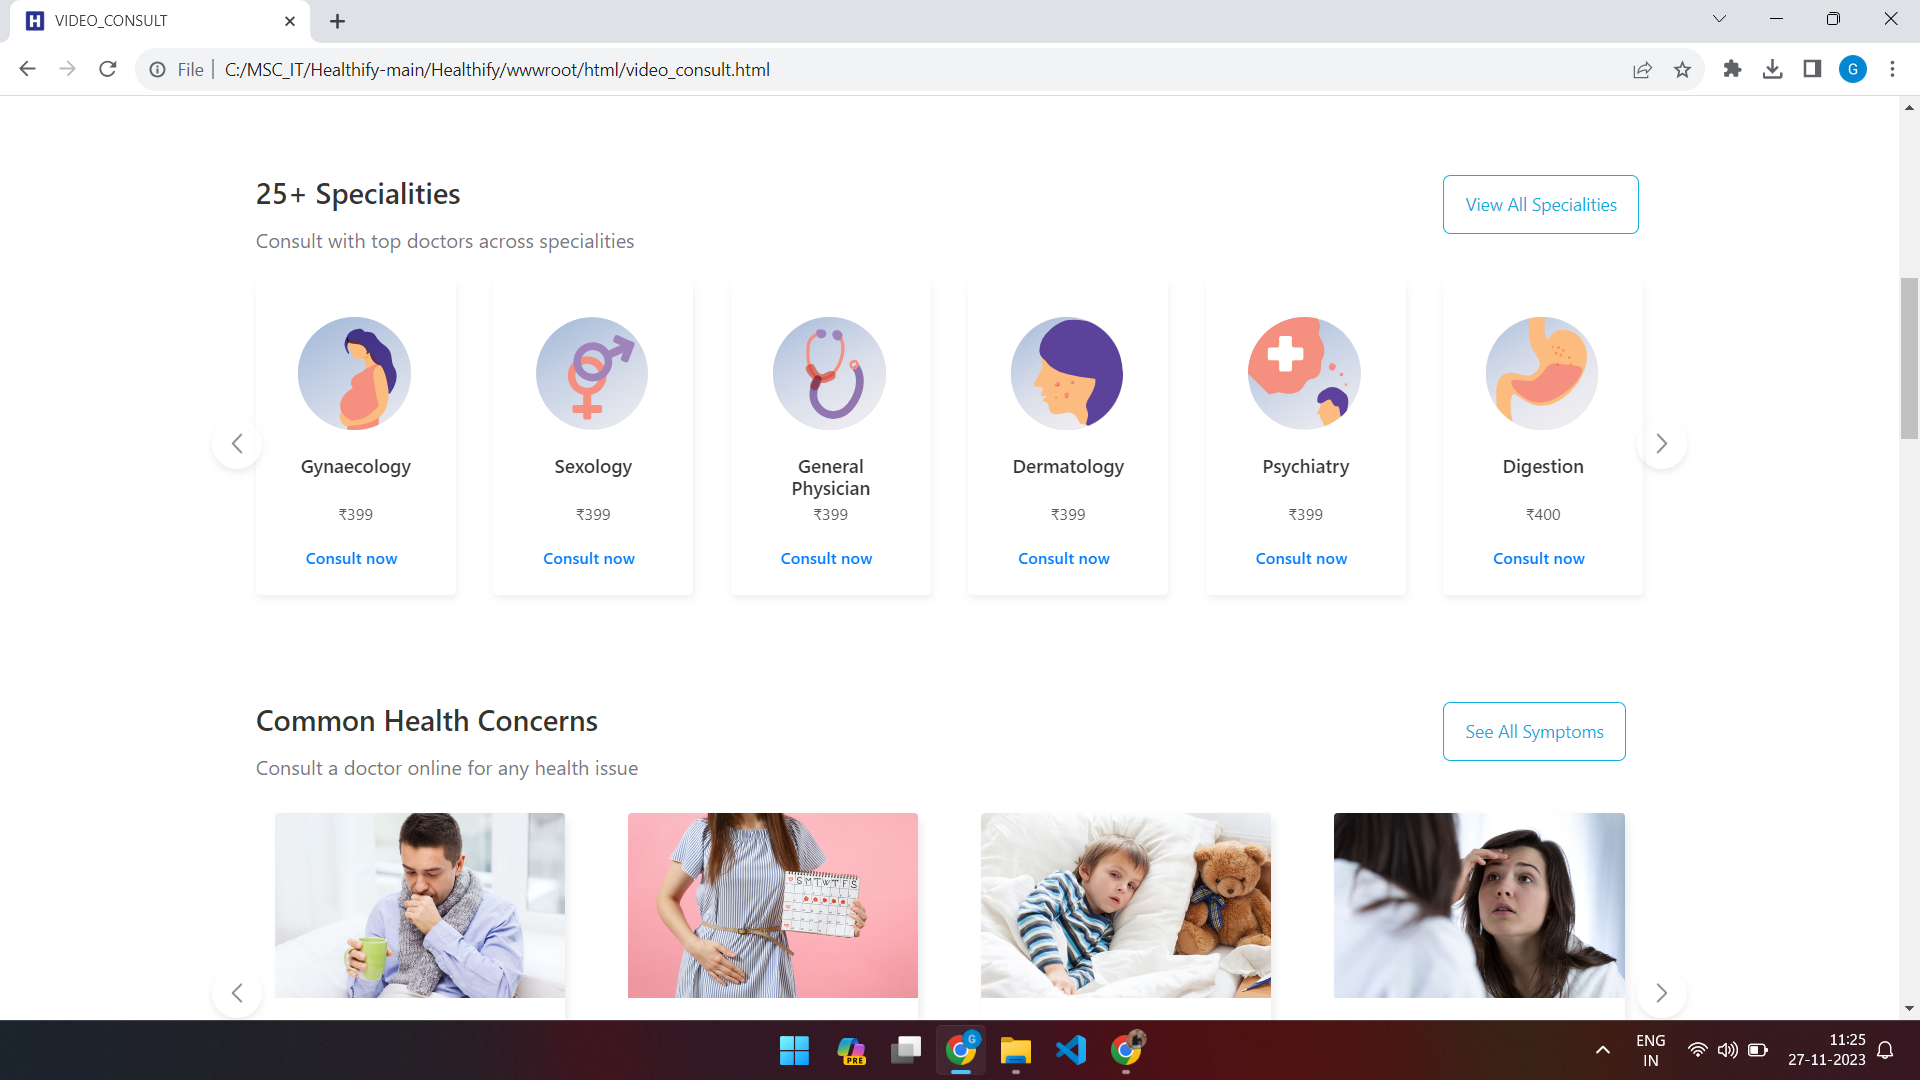 H VIDEO_CONSULT
File C:/MSC_IT/Healthify-main/Healthify/wwwroot/html/video_consult.html
G
25+ Specialities
View All Specialities
Consult with top doctors across specialities
Gynaecology
₹399
Consult now
Sexology
₹399
Consult now
General
Physician
₹399
Consult now
Dermatology
₹399
Consult now
Psychiatry
₹399
Consult now
Digestion
₹400
Consult now
Common Health Concerns
See All Symptoms
Consult a doctor online for any health issue
S M T W T F S
PRE
G
ENG
IN
11:25
27-11-2023